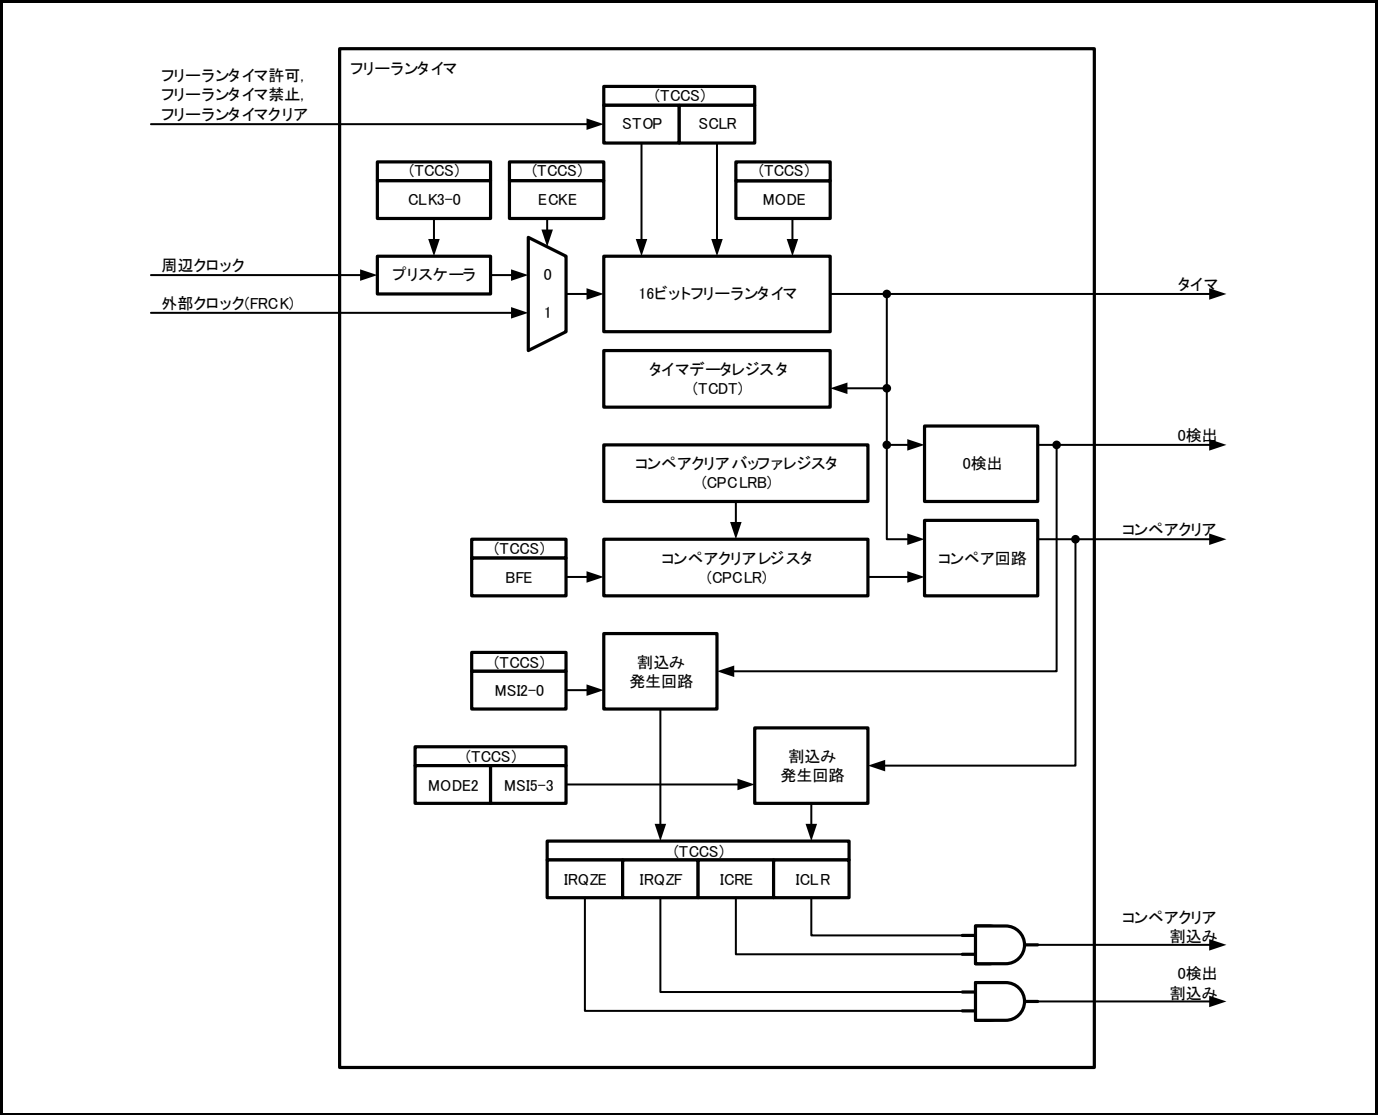 フリーランタイマ
フリーランタイマ許可,
フリーランタイマ禁止,
フリーランタイマクリア
(TCCS)
STOP SCLR
(TCCS) (TCCS) (TCCS)
CLK3-0 ECKE MODE
周辺クロック
プリスケーラ
0
外部クロック(FRCK)
1
16ビットフリーランタイマ
タイマ
タイマデータレジスタ
(TCDT)
0検出
コンペアクリアバッファレジスタ
(CPCLRB)
0検出
コンペアクリア
(TCCS)
BFE
コンペアクリアレジスタ
(CPCLR)
コンペア回路
(TCCS)
MSI2-0
割込み
発生回路
(TCCS)
MODE2 MSI5-3
割込み
発生回路
(TCCS)
IRQZE IRQZF ICRE ICLR
コンペアクリア
割込み
0検出
割込み